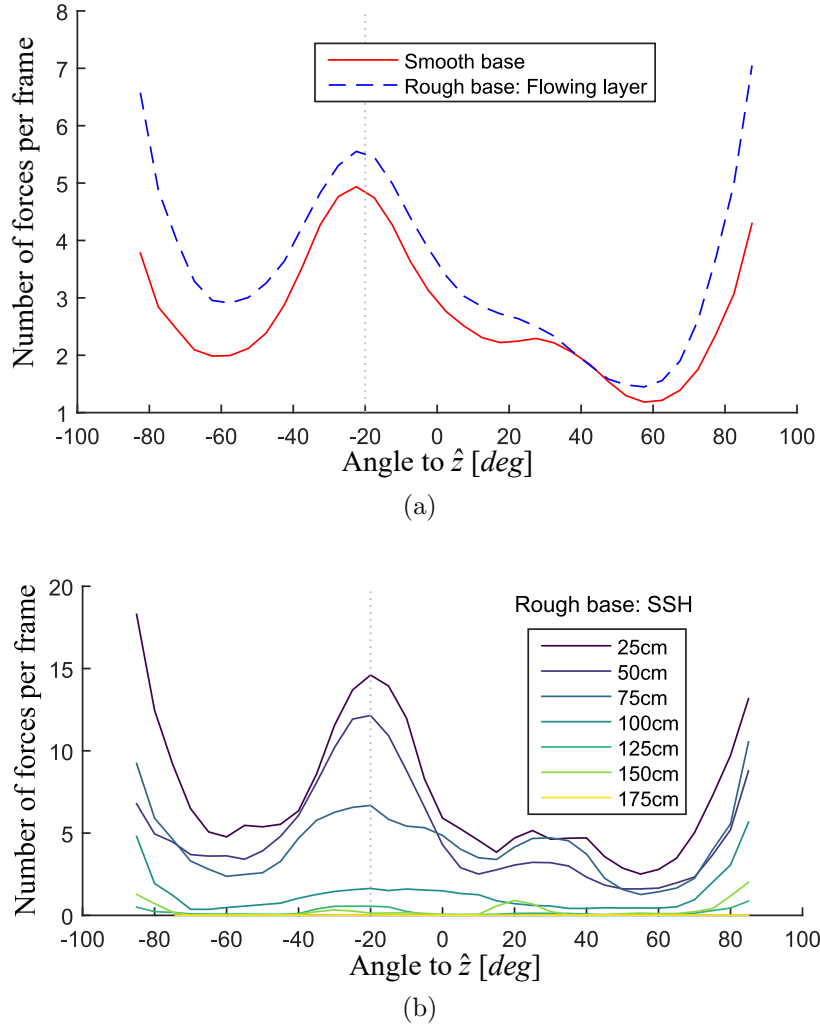 8
7
6
5
4
3
2
1
Number of forces per frame
Smooth base
Rough base: Flowing layer
-100 -80 -60 -40 -20 0 20 40 60 80 100
Angle to ẑ [deg]
(a)
20
15
10
5
0
Number of forces per frame
Rough base: SSH
25cm
50cm
75cm
100cm
125cm
150cm
175cm
-100 -80 -60 -40 -20 0 20 40 60 80 100
Angle to ẑ [deg]
(b)